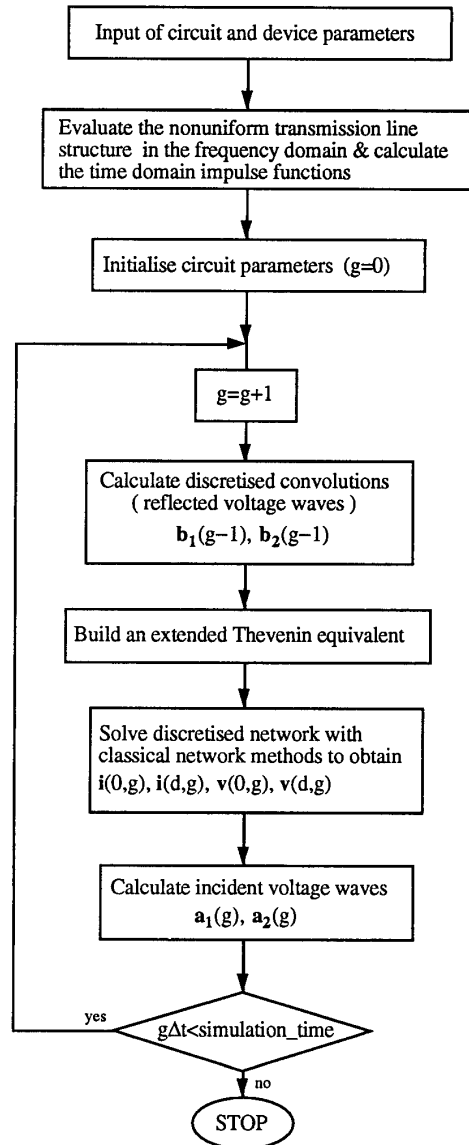 Input of circuit and device parameters
Evaluate the nonuniform transmission line
structure in the frequency domain & calculate
the time domain impulse functions
Initialise circuit parameters (g=0)
g=g+1
Calculate discretised convolutions
( reflected voltage waves )
b₁(g−1), b₂(g−1)
Build an extended Thevenin equivalent
Solve discretised network with
classical network methods to obtain
i(0,g), i(d,g), v(0,g), v(d,g)
Calculate incident voltage waves
a₁(g), a₂(g)
yes
gΔt<simulation_time
no
STOP